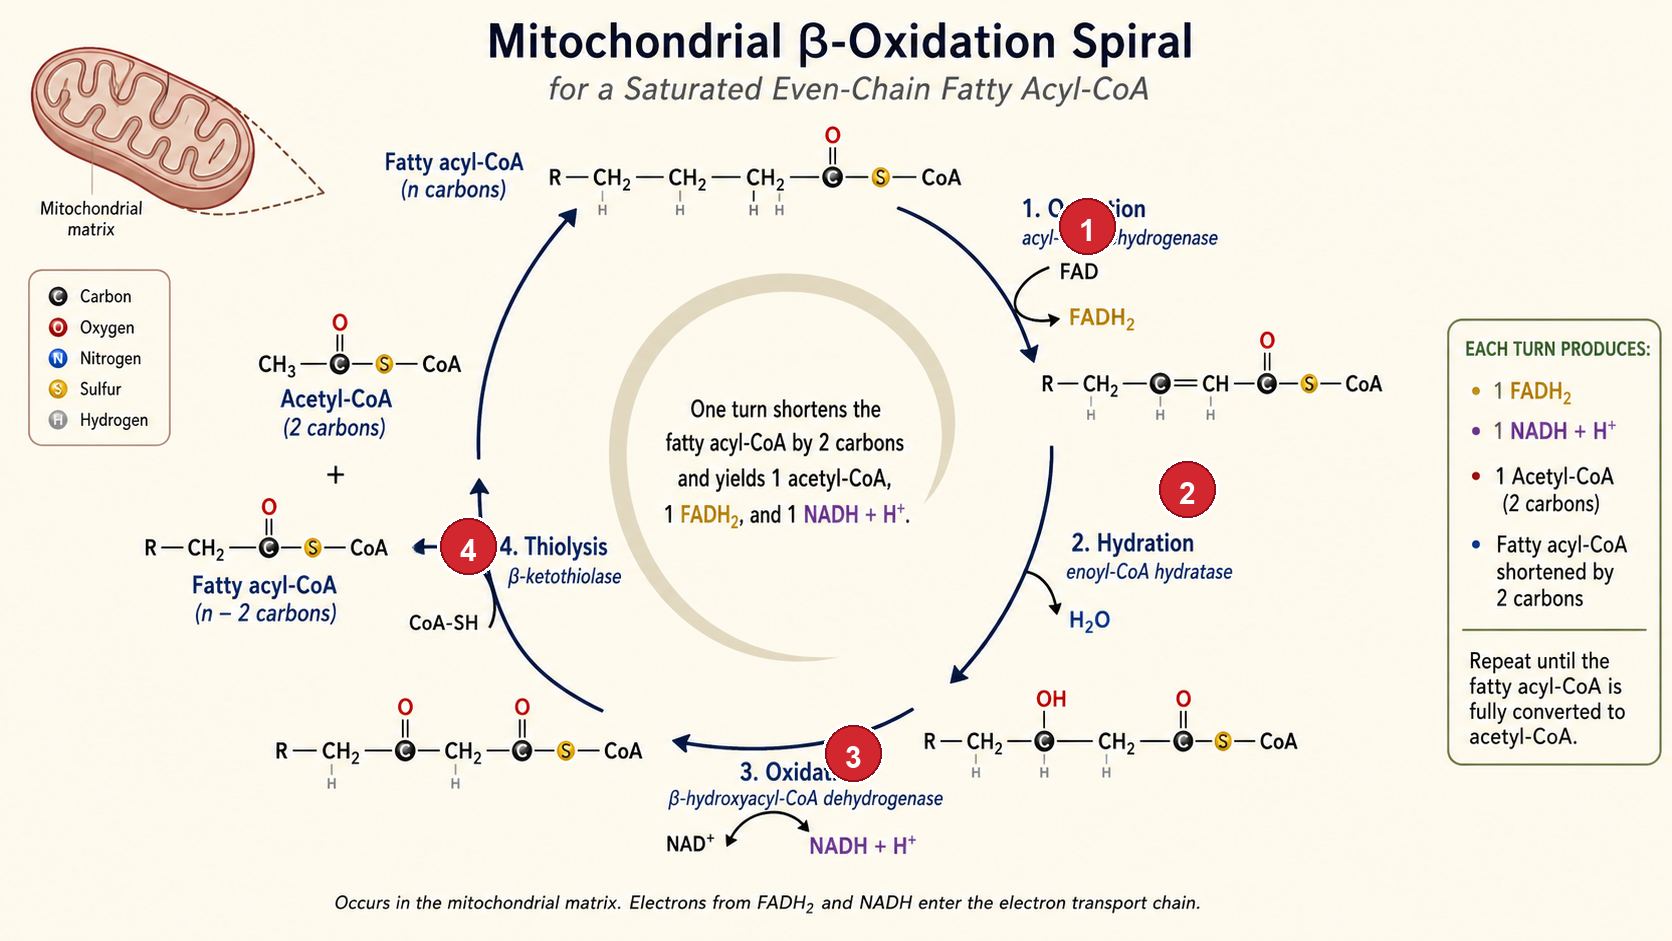 Mitochondrial β-Oxidation Spiral
for a Saturated Even-Chain Fatty Acyl-CoA
Mitochondrial
matrix
C Carbon
O Oxygen
N Nitrogen
S Sulfur
H Hydrogen
Fatty acyl-CoA
(n carbons)
O
R—CH₂—CH₂—CH₂—C—S—CoA
H H H H
1.
acyl- hydrogenase
1
FAD
FADH₂
O
R—CH₂—C=CH—C—S—CoA
H H H
2
2. Hydration
enoyl-CoA hydratase
H₂O
OH O
R—CH₂—C—CH₂—C—S—CoA
H H H
3
3.
β-hydroxyacyl-CoA dehydrogenase
NAD⁺
NADH + H⁺
O O
R—CH₂—C—CH₂—C—S—CoA
H H
4
4. Thiolysis
β-ketothiolase
CoA-SH
O
CH₃—C—S—CoA
Acetyl-CoA
(2 carbons)
+
O
R—CH₂—C—S—CoA
Fatty acyl-CoA
(n – 2 carbons)
One turn shortens the
fatty acyl-CoA by 2 carbons
and yields 1 acetyl-CoA,
1 FADH₂, and 1 NADH + H⁺.
EACH TURN PRODUCES:
• 1 FADH₂
• 1 NADH + H⁺
• 1 Acetyl-CoA
(2 carbons)
• Fatty acyl-CoA
shortened by
2 carbons
Repeat until the
fatty acyl-CoA is
fully converted to
acetyl-CoA.
Occurs in the mitochondrial matrix. Electrons from FADH₂ and NADH enter the electron transport chain.